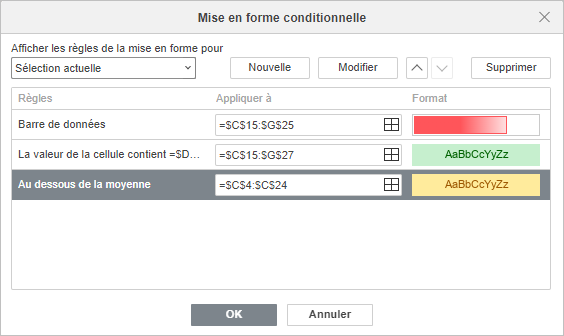 Mise en forme conditionnelle
Afficher les règles de la mise en forme pour
Sélection actuelle Nouvelle Modifier Supprimer
Règles Appliquer à Format
Barre de données =$C$15:$G$25
La valeur de la cellule contient =$D... =$C$15:$G$27 AaBbCcYyZz
Au dessous de la moyenne =$C$4:$C$24 AaBbCcYyZz
OK Annuler